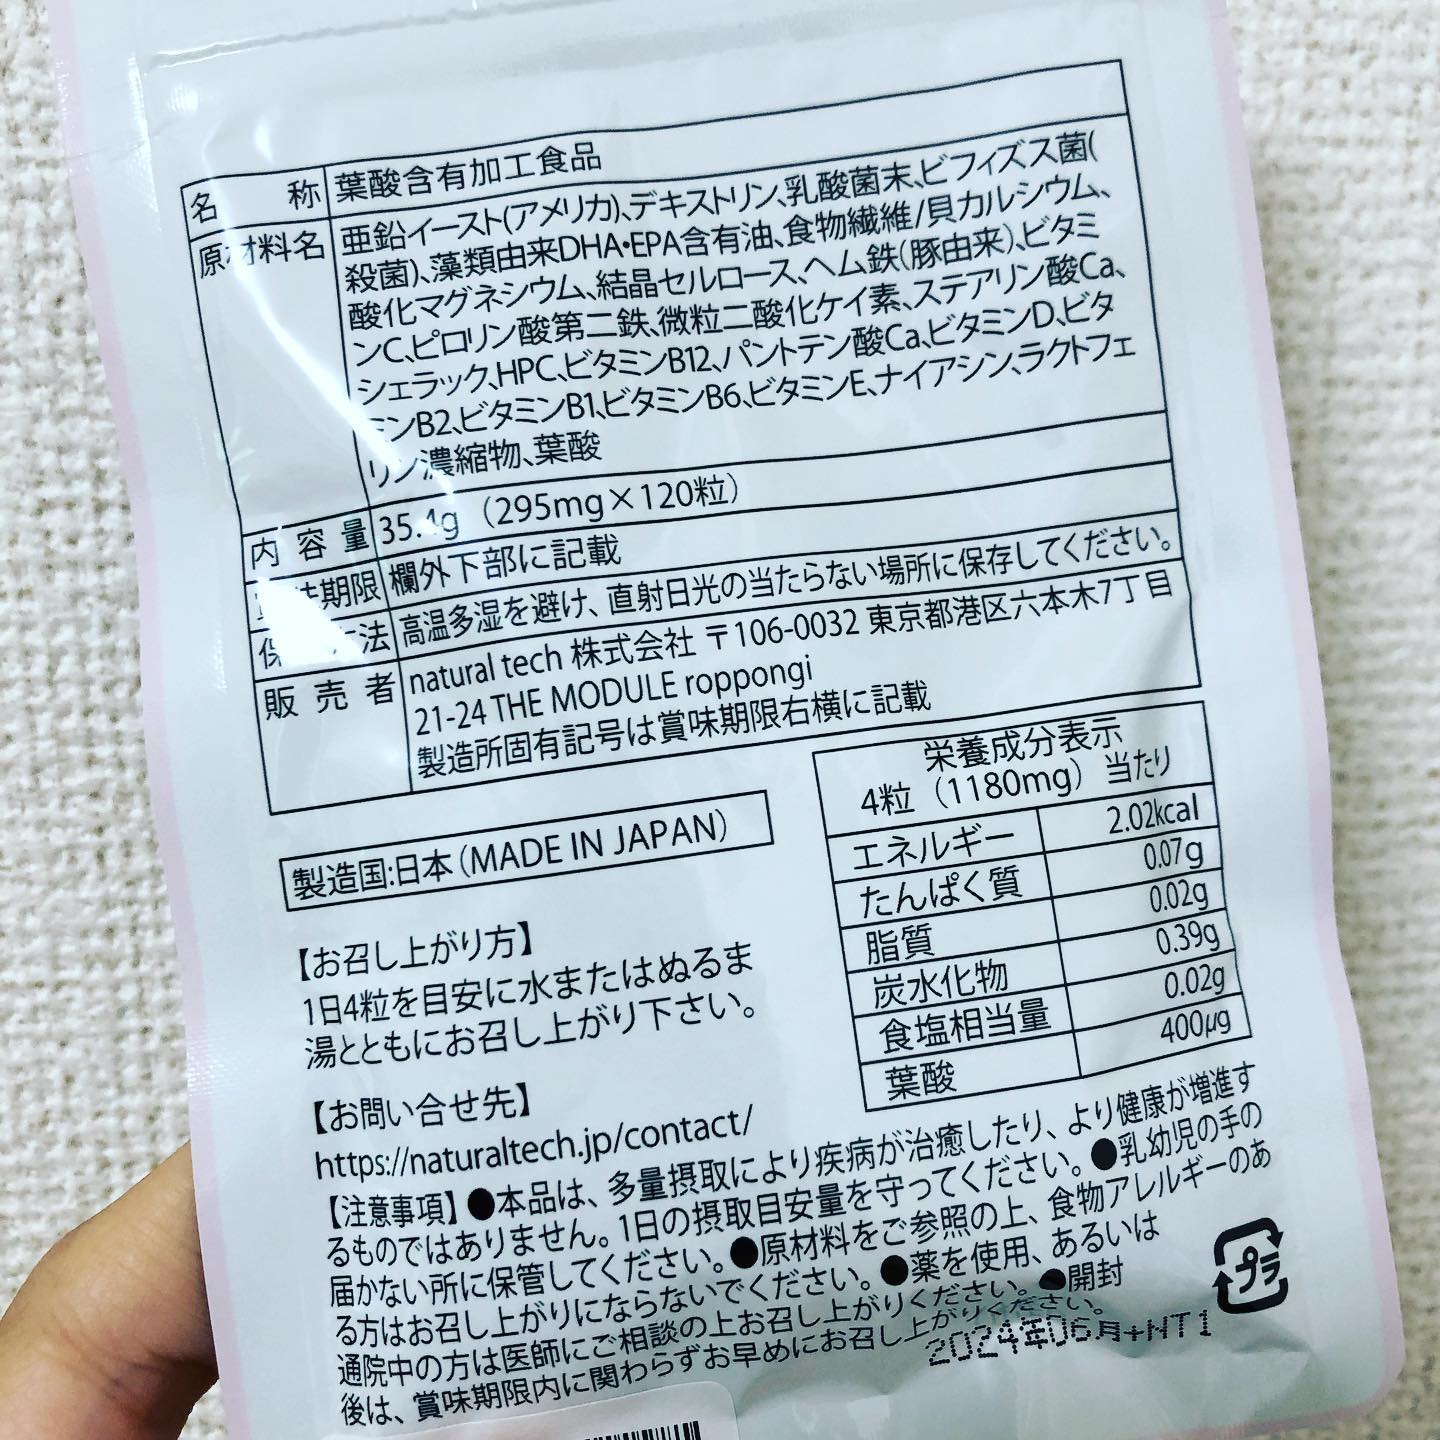 名 称 葉酸含有加工食品
原材料名 亜鉛イースト(アメリカ)、デキストリン、乳酸菌末、ビフィズス菌(
殺菌)、藻類由来DHA・EPA含有油、食物繊維/貝カルシウム、
酸化マグネシウム、結晶セルロース、ヘム鉄(豚由来)、ビタミ
ンC、ピロリン酸第二鉄、微粒二酸化ケイ素、ステアリン酸Ca、
シェラック、HPC、ビタミンB12、パントテン酸Ca、ビタミンD、ビタ
ミンB2、ビタミンB1、ビタミンB6、ビタミンE、ナイアシン、ラクトフェ
リン濃縮物、葉酸
内 容 量 35.4g (295mg×120粒)
味期限 欄外下部に記載
保 方法 高温多湿を避け、直射日光の当たらない場所に保存してください。
販 売 者 natural tech 株式会社 〒106-0032 東京都港区六本木7丁目
21-24 THE MODULE roppongi
製造所固有記号は賞味期限右横に記載
製造国:日本(MADE IN JAPAN)
【お召し上がり方】
1日4粒を目安に水またはぬるま
湯とともにお召し上がり下さい。
【お問い合せ先】
https://naturaltech.jp/contact/
栄養成分表示
4粒(1180mg)当たり
エネルギー 2.02kcal
たんぱく質 0.07g
脂質 0.02g
炭水化物 0.39g
食塩相当量 0.02g
葉酸 400μg
【注意事項】●本品は、多量摂取により疾病が治癒したり、より健康が増進す
るものではありません。1日の摂取目安量を守ってください。●乳幼児の手の
届かない所に保管してください。●原材料をご参照の上、食物アレルギーのあ
る方はお召し上がりにならないでください。●薬を使用、あるいは
通院中の方は医師にご相談の上お召し上がりください。●開封
後は、賞味期限内に関わらずお早めにお召し上がりください。
2024年06月+NT1
プラ